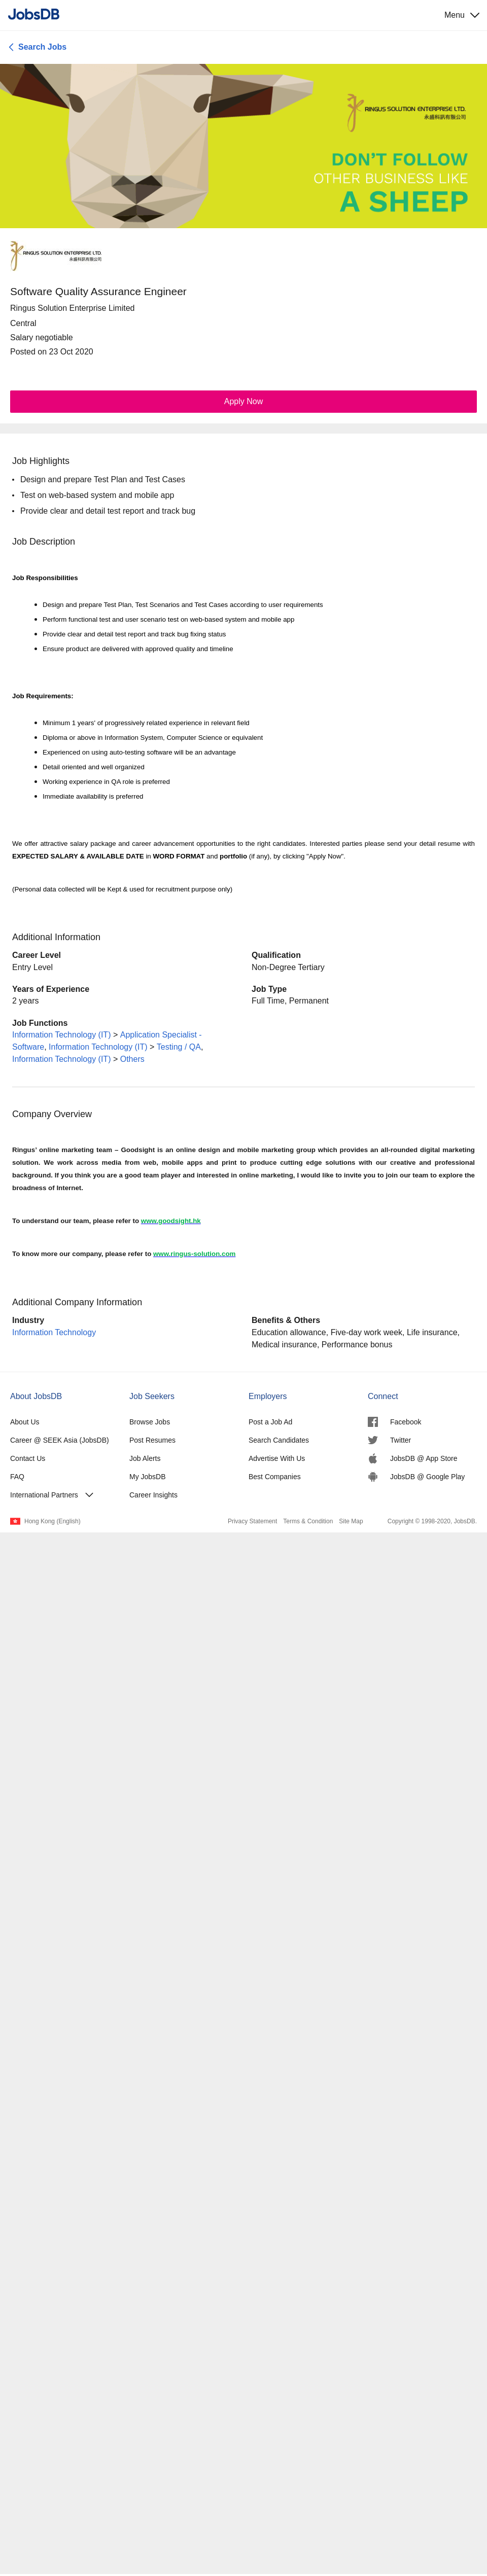 JobsDB
Menu
Search Jobs
RINGUS SOLUTION ENTERPRISE LTD.
永盛科訊有限公司
DON'T FOLLOW
OTHER BUSINESS LIKE
A SHEEP
RINGUS SOLUTION ENTERPRISE LTD.
永盛科訊有限公司
Software Quality Assurance Engineer
Ringus Solution Enterprise Limited
Central
Salary negotiable
Posted on 23 Oct 2020
Apply Now
Job Highlights
• Design and prepare Test Plan and Test Cases
• Test on web-based system and mobile app
• Provide clear and detail test report and track bug
Job Description
Job Responsibilities
• Design and prepare Test Plan, Test Scenarios and Test Cases according to user requirements
• Perform functional test and user scenario test on web-based system and mobile app
• Provide clear and detail test report and track bug fixing status
• Ensure product are delivered with approved quality and timeline
Job Requirements:
• Minimum 1 years' of progressively related experience in relevant field
• Diploma or above in Information System, Computer Science or equivalent
• Experienced on using auto-testing software will be an advantage
• Detail oriented and well organized
• Working experience in QA role is preferred
• Immediate availability is preferred
We offer attractive salary package and career advancement opportunities to the right candidates. Interested parties please send your detail resume with
EXPECTED SALARY & AVAILABLE DATE in WORD FORMAT and portfolio (if any), by clicking "Apply Now".
(Personal data collected will be Kept & used for recruitment purpose only)
Additional Information
Career Level
Entry Level
Qualification
Non-Degree Tertiary
Years of Experience
2 years
Job Type
Full Time, Permanent
Job Functions
Information Technology (IT) > Application Specialist -
Software, Information Technology (IT) > Testing / QA,
Information Technology (IT) > Others
Company Overview
Ringus' online marketing team – Goodsight is an online design and mobile marketing group which provides an all-rounded digital marketing
solution. We work across media from web, mobile apps and print to produce cutting edge solutions with our creative and professional
background. If you think you are a good team player and interested in online marketing, I would like to invite you to join our team to explore the
broadness of Internet.
To understand our team, please refer to www.goodsight.hk
To know more our company, please refer to www.ringus-solution.com
Additional Company Information
Industry
Information Technology
Benefits & Others
Education allowance, Five-day work week, Life insurance,
Medical insurance, Performance bonus
About JobsDB
About Us
Career @ SEEK Asia (JobsDB)
Contact Us
FAQ
International Partners
Job Seekers
Browse Jobs
Post Resumes
Job Alerts
My JobsDB
Career Insights
Employers
Post a Job Ad
Search Candidates
Advertise With Us
Best Companies
Connect
Facebook
Twitter
JobsDB @ App Store
JobsDB @ Google Play
Hong Kong (English)
Privacy Statement Terms & Condition Site Map Copyright © 1998-2020, JobsDB.